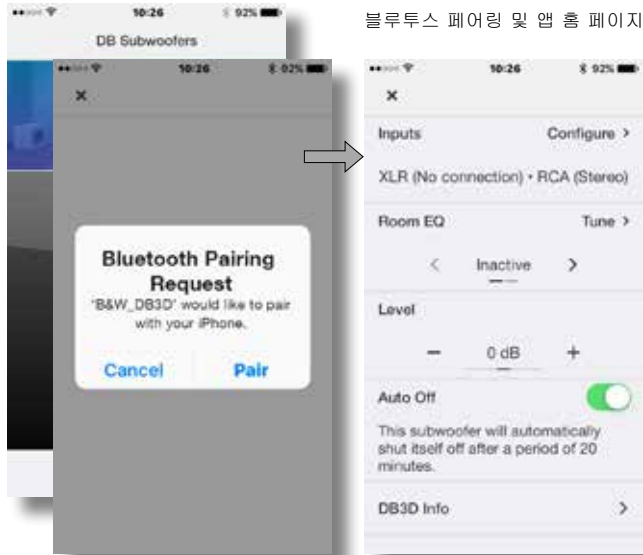 블루투스 페어링 및 앱 홈 페이지
10:26 92%
DB Subwoofers
10:26 92%
×
Bluetooth Pairing
Request
"B&W_DB3D" would like to pair
with your iPhone.
Cancel Pair
10:26 92%
×
Inputs Configure >
XLR (No connection) • RCA (Stereo)
Room EQ Tune >
< Inactive >
Level
− 0 dB +
Auto Off
This subwoofer will automatically
shut itself off after a period of 20
minutes.
DB3D Info >